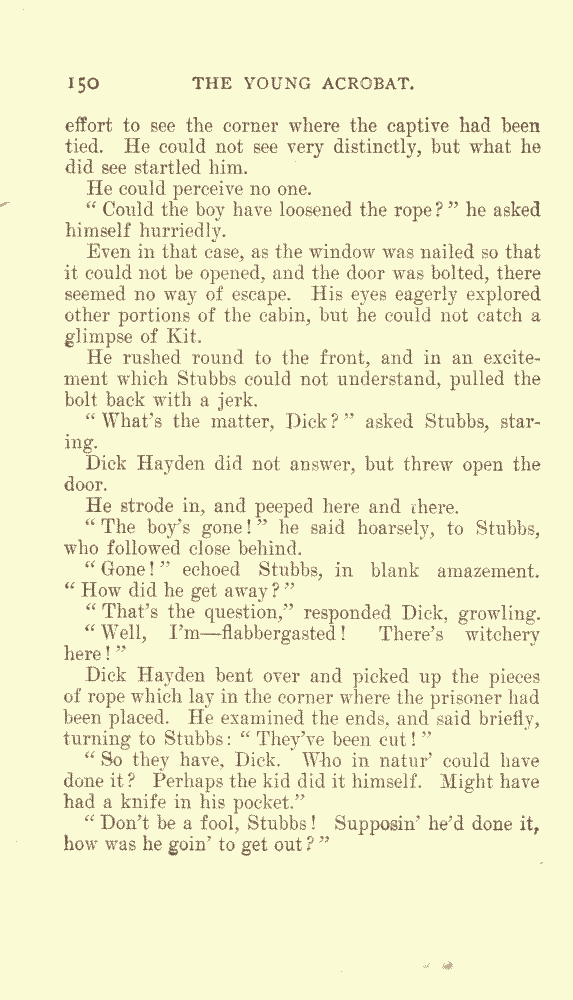 150 THE YOUNG ACROBAT.
effort to see the corner where the captive had been
tied. He could not see very distinctly, but what he
did see startled him.
He could perceive no one.
“ Could the boy have loosened the rope? ” he asked
himself hurriedly.
Even in that case, as the window was nailed so that
it could not be opened, and the door was bolted, there
seemed no way of escape. His eyes eagerly explored
other portions of the cabin, but he could not catch a
glimpse of Kit.
He rushed round to the front, and in an excite-
ment which Stubbs could not understand, pulled the
bolt back with a jerk.
“ What's the matter, Dick? ” asked Stubbs, star-
ing.
Dick Hayden did not answer, but threw open the
door.
He strode in, and peeped here and there.
“ The boy's gone! ” he said hoarsely, to Stubbs,
who followed close behind.
“ Gone! ” echoed Stubbs, in blank amazement.
“ How did he get away? ”
“ That's the question,” responded Dick, growling.
“ Well, I'm—flabbergasted! There's witchery
here! ”
Dick Hayden bent over and picked up the pieces
of rope which lay in the corner where the prisoner had
been placed. He examined the ends, and said briefly,
turning to Stubbs: “ They've been cut! ”
“ So they have, Dick. Who in natur' could have
done it? Perhaps the kid did it himself. Might have
had a knife in his pocket.”
“ Don't be a fool, Stubbs! Supposin' he'd done it,
how was he goin' to get out? ”